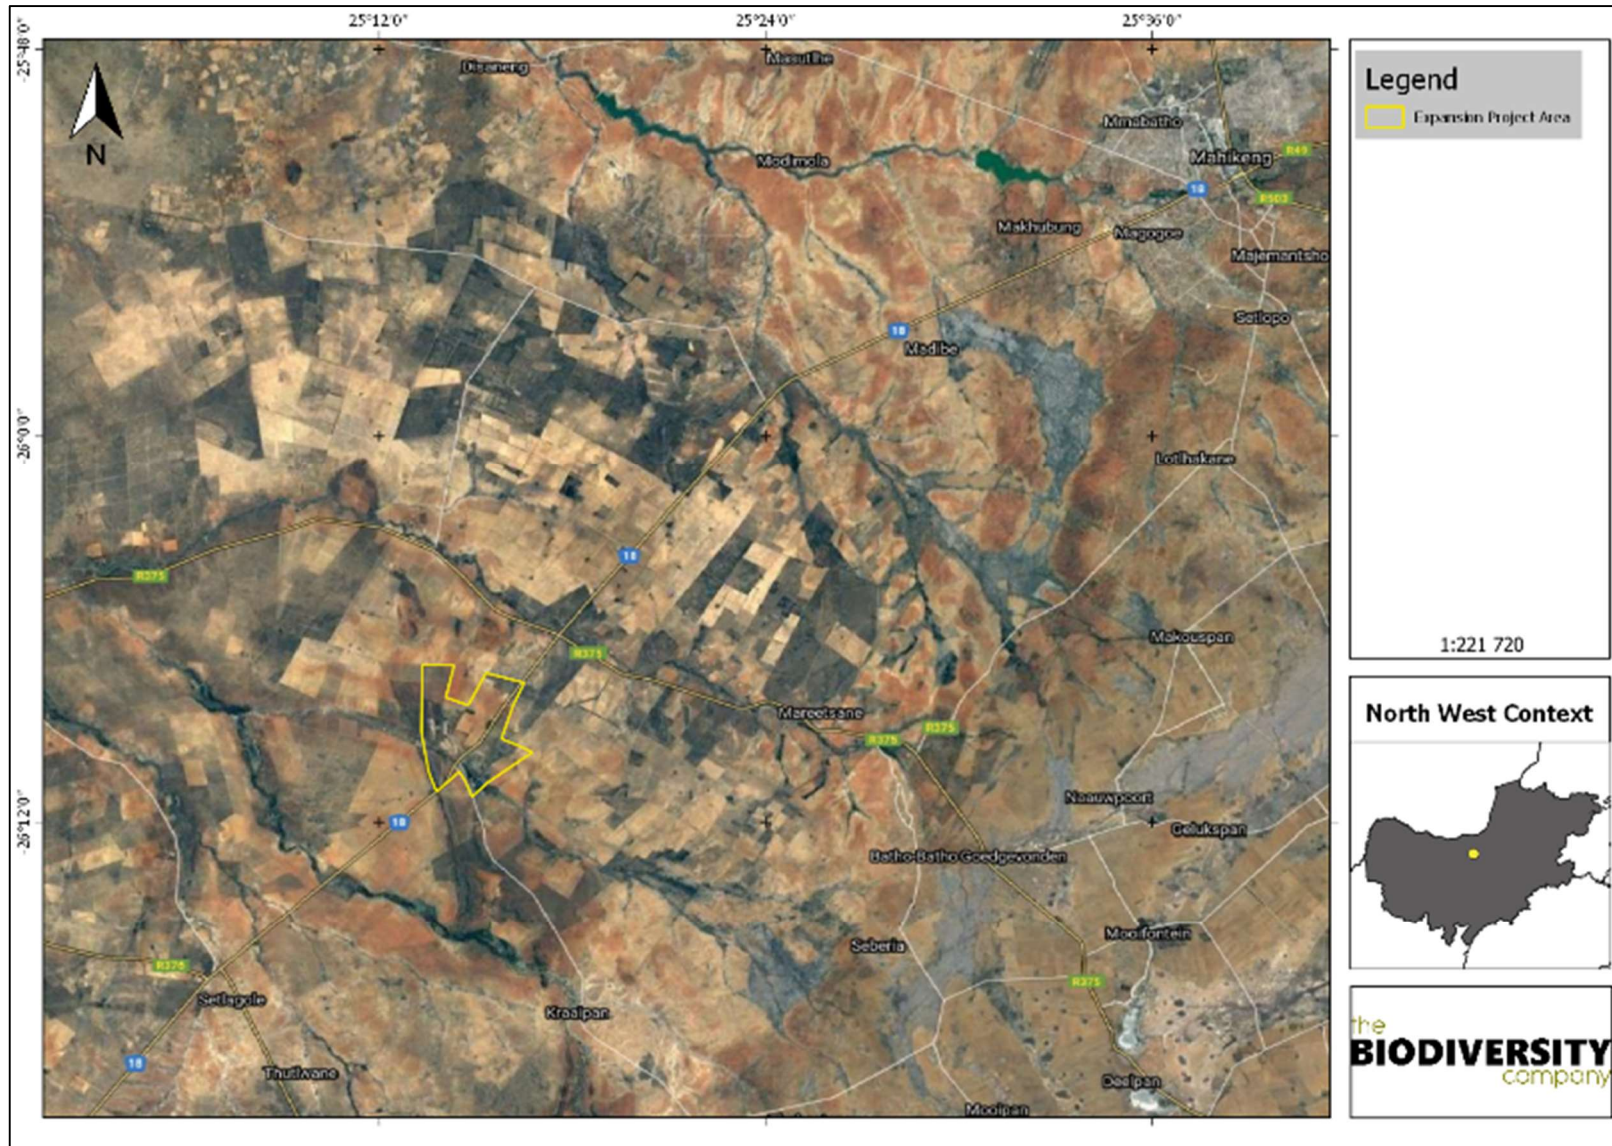 25°12'0"
25°24'0"
25°36'0"
-25°48'0"
-26°0'0"
-26°12'0"
N
Disaneng
Masutlhe
Mmabatho
Modimola
Mahikeng
R49
18
R503
Makhubung
Magogoe
Majemantsho
Setlopo
18
Madibe
Lotlhakane
18
R375
Makouspan
R375
Mareetsane
R375
R375
Naauwpoort
18
Gelukspan
Batho-Batho Goedgevonden
Mooifontein
Seberia
R375
Setlagole
Kraalpan
18
Thutlwane
Deelpan
Mooipan
Legend
Expansion Project Area
1:221 720
North West Context
the
BIODIVERSITY
company